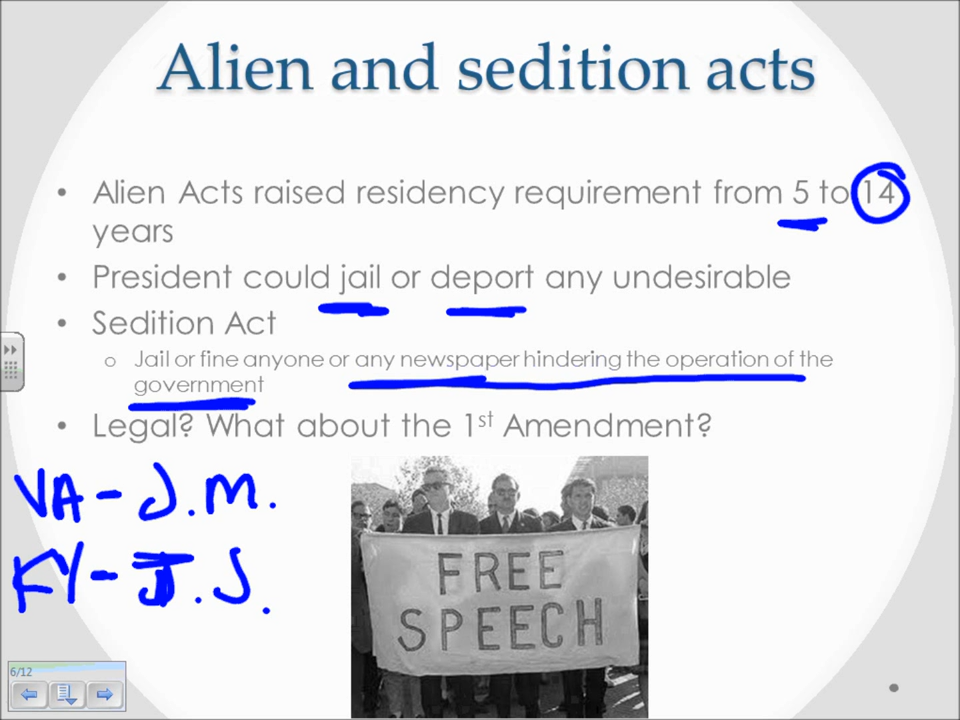 Alien and sedition acts
• Alien Acts raised residency requirement from 5 to 14
years
• President could jail or deport any undesirable
• Sedition Act
o Jail or fine anyone or any newspaper hindering the operation of the
government
• Legal? What about the 1st Amendment?
VA - J.M.
KY - T.J.
FREE
SPEECH
6/12